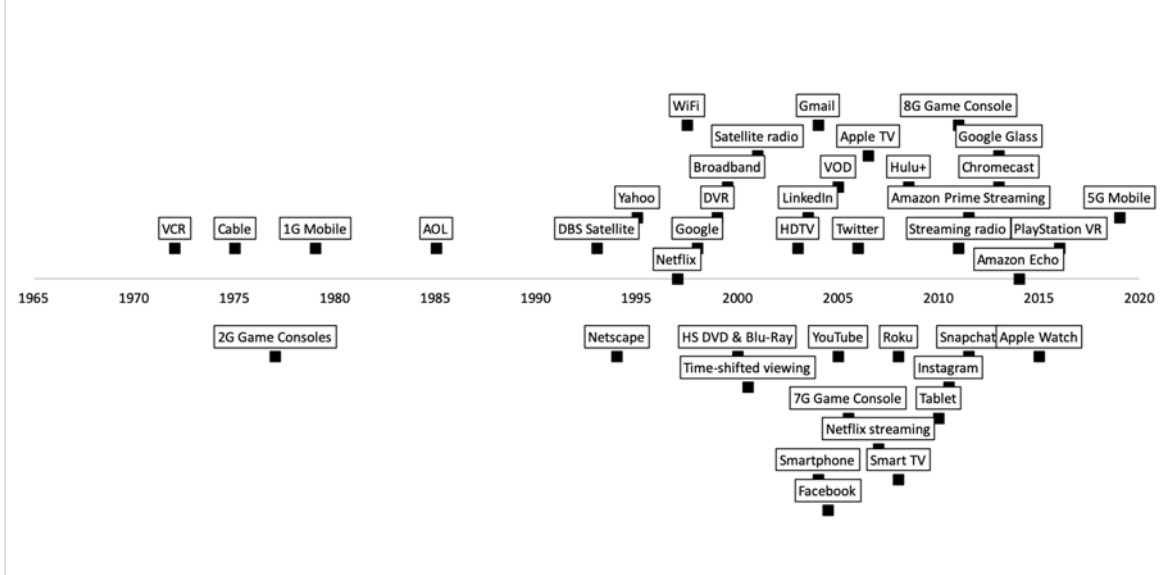 WiFi
Gmail
8G Game Console
Satellite radio
Apple TV
Google Glass
Broadband
VOD
Hulu+
Chromecast
Yahoo
DVR
LinkedIn
Amazon Prime Streaming
5G Mobile
VCR
Cable
1G Mobile
AOL
DBS Satellite
Google
HDTV
Twitter
Streaming radio
PlayStation VR
Netflix
Amazon Echo
1965 1970 1975 1980 1985 1990 1995 2000 2005 2010 2015 2020
2G Game Consoles
Netscape
HS DVD & Blu-Ray
YouTube
Roku
Snapchat
Apple Watch
Time-shifted viewing
Instagram
7G Game Console
Tablet
Netflix streaming
Smartphone
Smart TV
Facebook